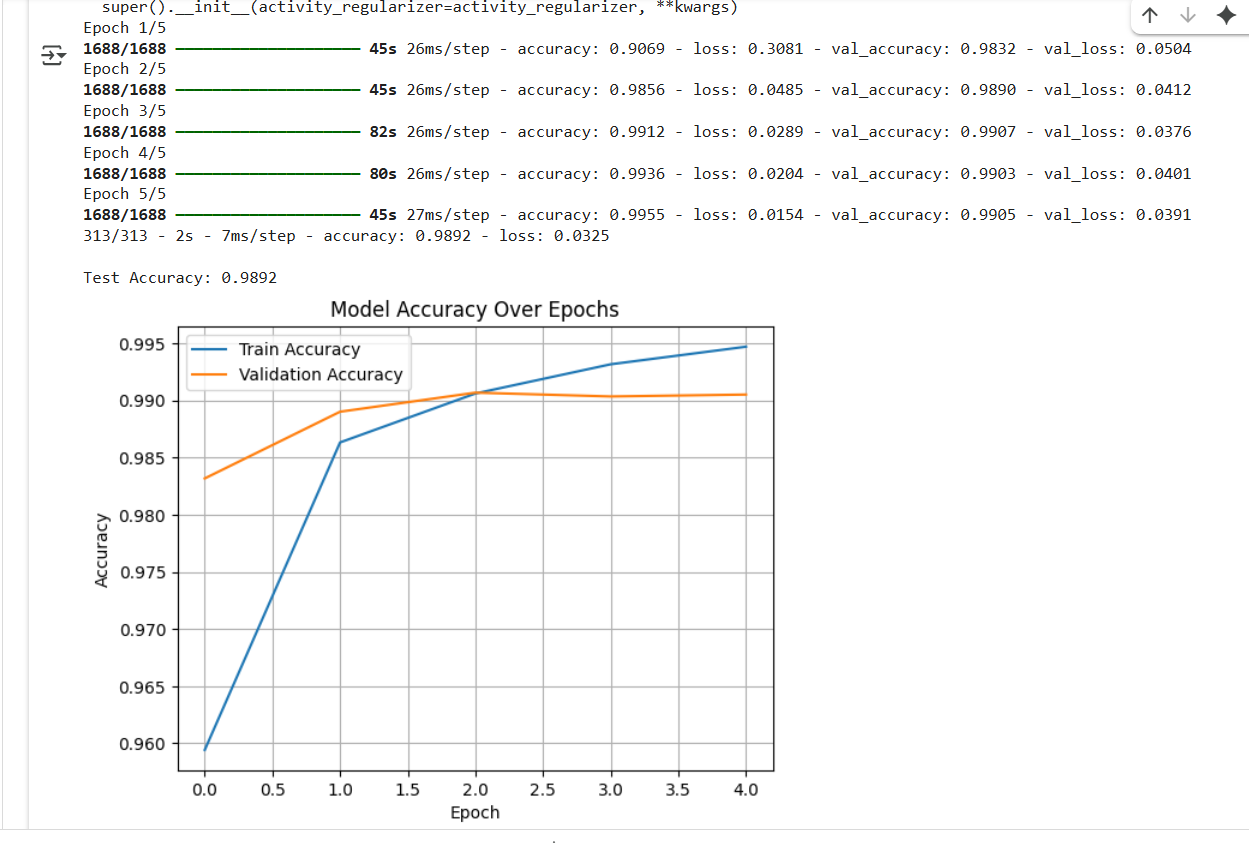 super().__init__(activity_regularizer=activity_regularizer, **kwargs)
Epoch 1/5
1688/1688 ━━━━━━━━━━━━━━━━━━━━ 45s 26ms/step - accuracy: 0.9069 - loss: 0.3081 - val_accuracy: 0.9832 - val_loss: 0.0504
Epoch 2/5
1688/1688 ━━━━━━━━━━━━━━━━━━━━ 45s 26ms/step - accuracy: 0.9856 - loss: 0.0485 - val_accuracy: 0.9890 - val_loss: 0.0412
Epoch 3/5
1688/1688 ━━━━━━━━━━━━━━━━━━━━ 82s 26ms/step - accuracy: 0.9912 - loss: 0.0289 - val_accuracy: 0.9907 - val_loss: 0.0376
Epoch 4/5
1688/1688 ━━━━━━━━━━━━━━━━━━━━ 80s 26ms/step - accuracy: 0.9936 - loss: 0.0204 - val_accuracy: 0.9903 - val_loss: 0.0401
Epoch 5/5
1688/1688 ━━━━━━━━━━━━━━━━━━━━ 45s 27ms/step - accuracy: 0.9955 - loss: 0.0154 - val_accuracy: 0.9905 - val_loss: 0.0391
313/313 - 2s - 7ms/step - accuracy: 0.9892 - loss: 0.0325
Test Accuracy: 0.9892
Model Accuracy Over Epochs
Train Accuracy
Validation Accuracy
Accuracy
0.995
0.990
0.985
0.980
0.975
0.970
0.965
0.960
0.0 0.5 1.0 1.5 2.0 2.5 3.0 3.5 4.0
Epoch